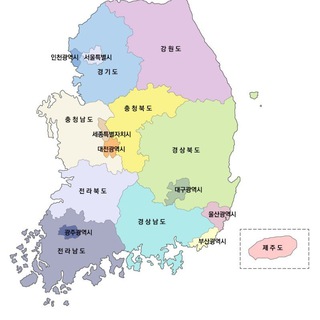 강원도
인천광역시
서울특별시
경기도
충청북도
충청남도
세종특별자치시
대전광역시
경상북도
전라북도
대구광역시
울산광역시
경상남도
광주광역시
부산광역시
전라남도
제주도